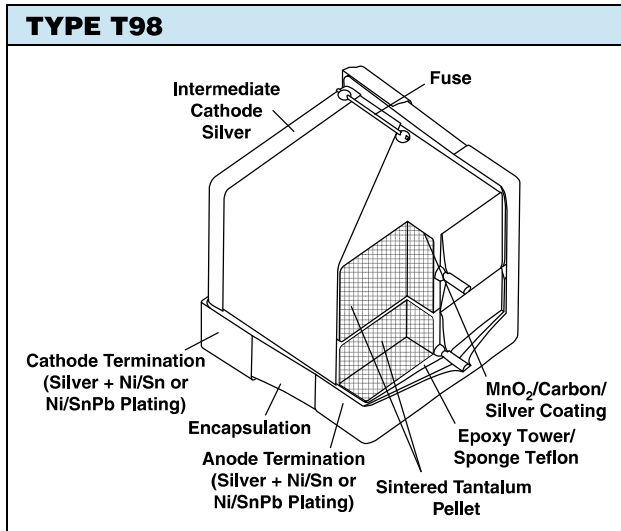 TYPE T98
Fuse
Intermediate
Cathode
Silver
Cathode Termination
(Silver + Ni/Sn or
Ni/SnPb Plating)
Encapsulation
Anode Termination
(Silver + Ni/Sn or
Ni/SnPb Plating)
MnO₂/Carbon/
Silver Coating
Epoxy Tower/
Sponge Teflon
Sintered Tantalum
Pellet